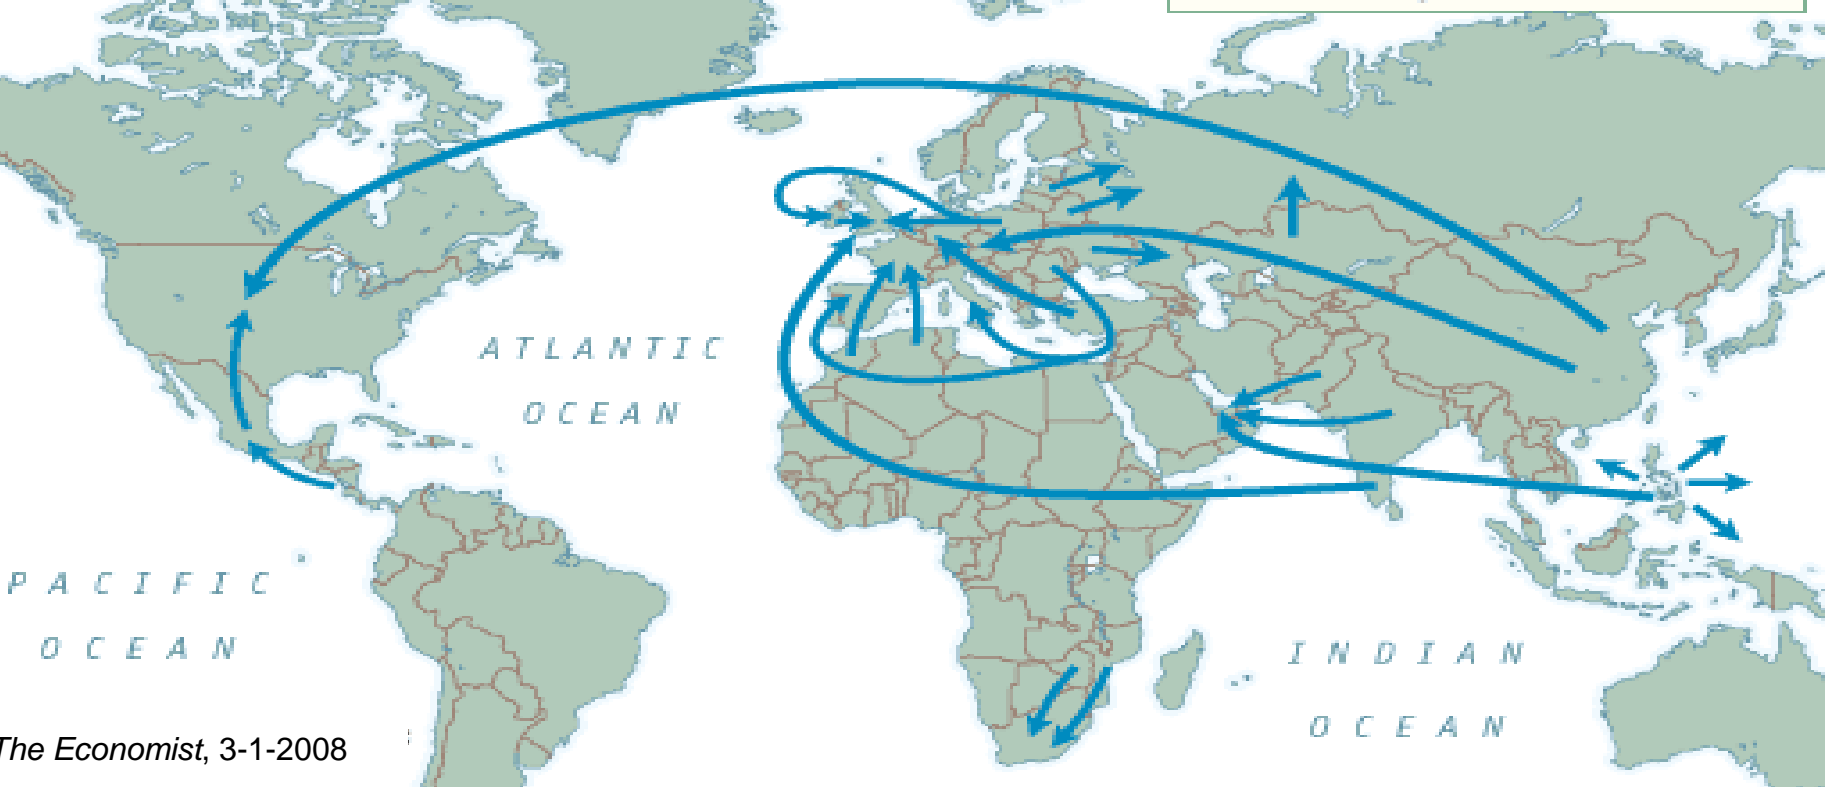 ATLANTIC
OCEAN
PACIFIC
OCEAN
INDIAN
OCEAN
The Economist, 3-1-2008